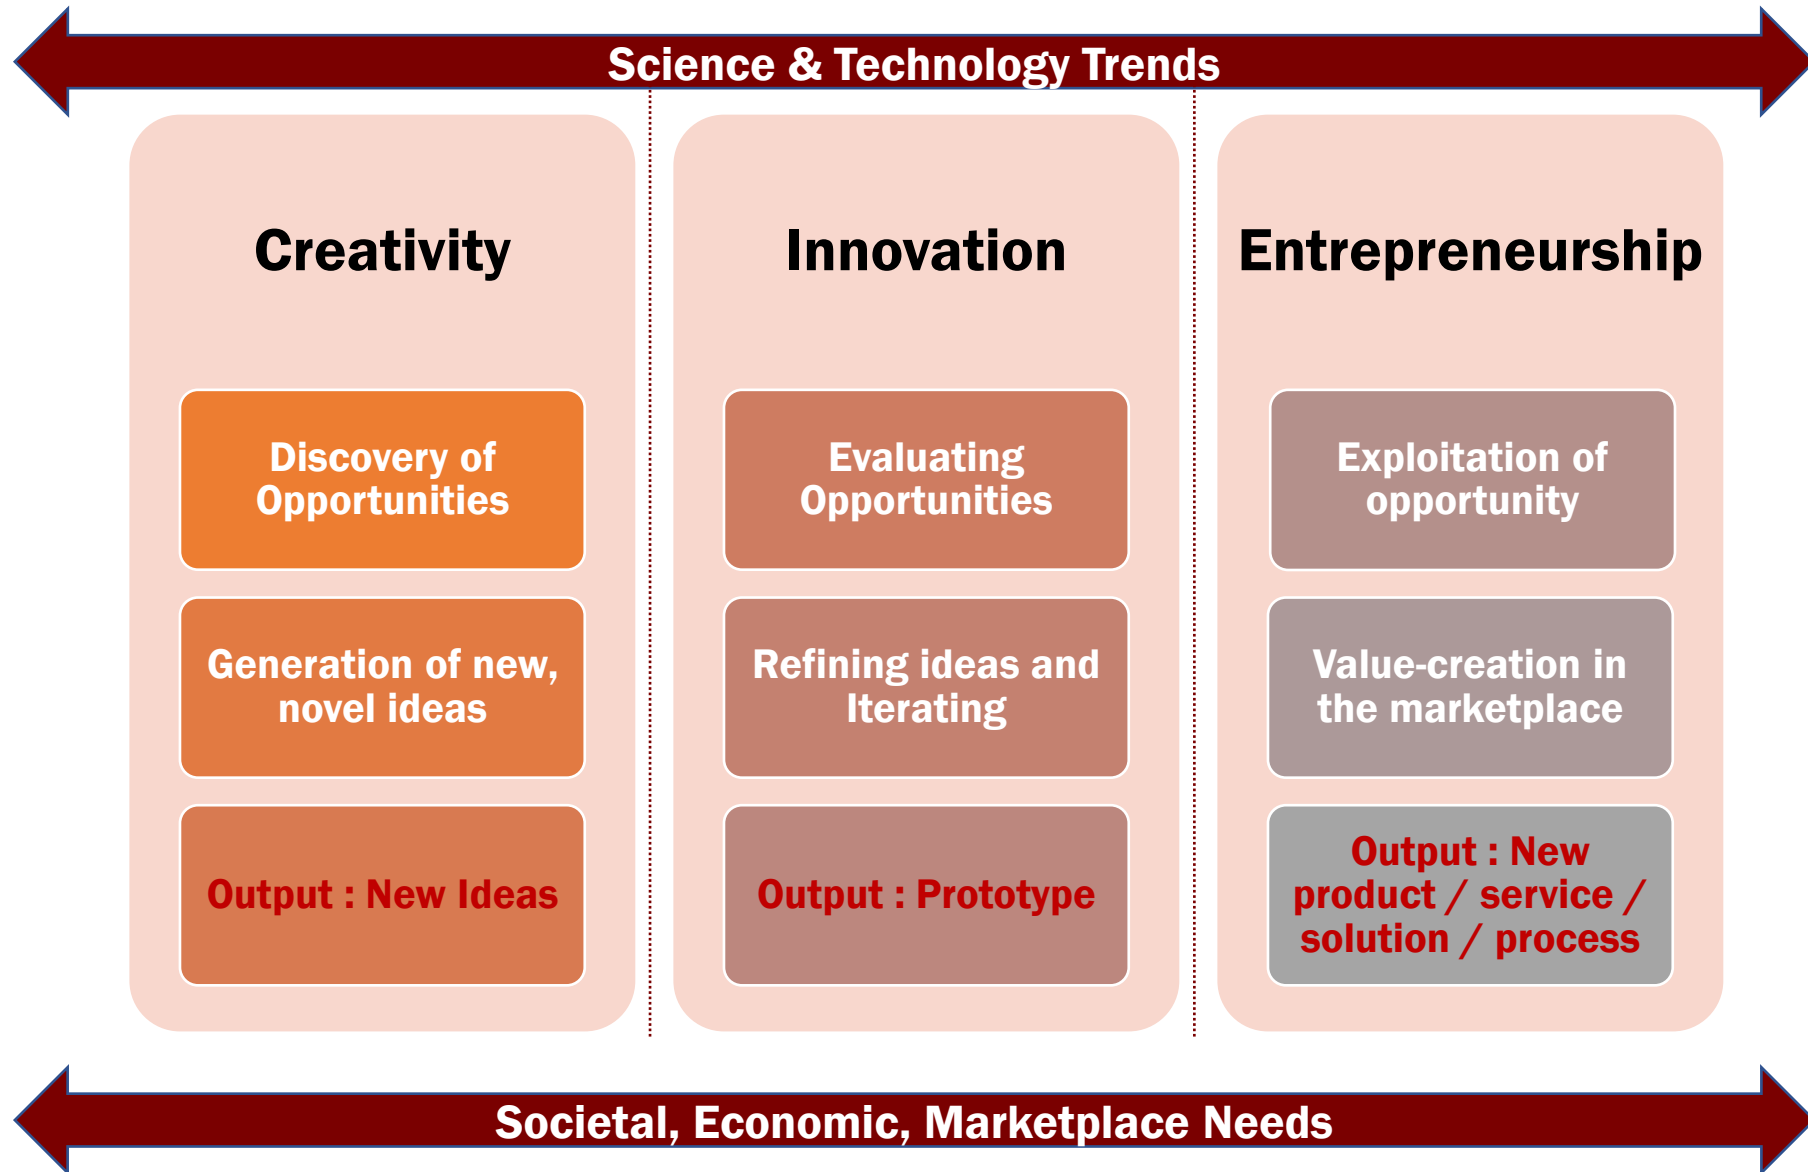 Science & Technology Trends
Creativity
Discovery of
Opportunities
Generation of new,
novel ideas
Output : New Ideas
Innovation
Evaluating
Opportunities
Refining ideas and
Iterating
Output : Prototype
Entrepreneurship
Exploitation of
opportunity
Value-creation in
the marketplace
Output : New
product / service /
solution / process
Societal, Economic, Marketplace Needs